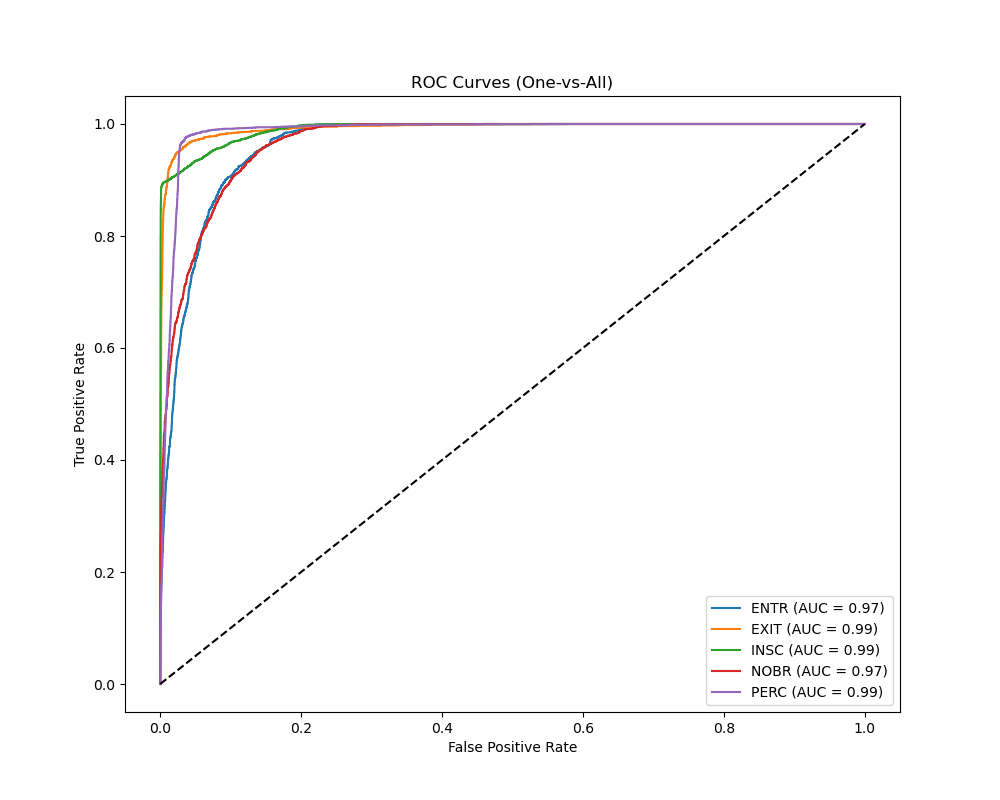 ROC Curves (One-vs-All)
True Positive Rate
1.0
0.8
0.6
0.4
0.2
0.0
0.0 0.2 0.4 0.6 0.8 1.0
False Positive Rate
ENTR (AUC = 0.97)
EXIT (AUC = 0.99)
INSC (AUC = 0.99)
NOBR (AUC = 0.97)
PERC (AUC = 0.99)